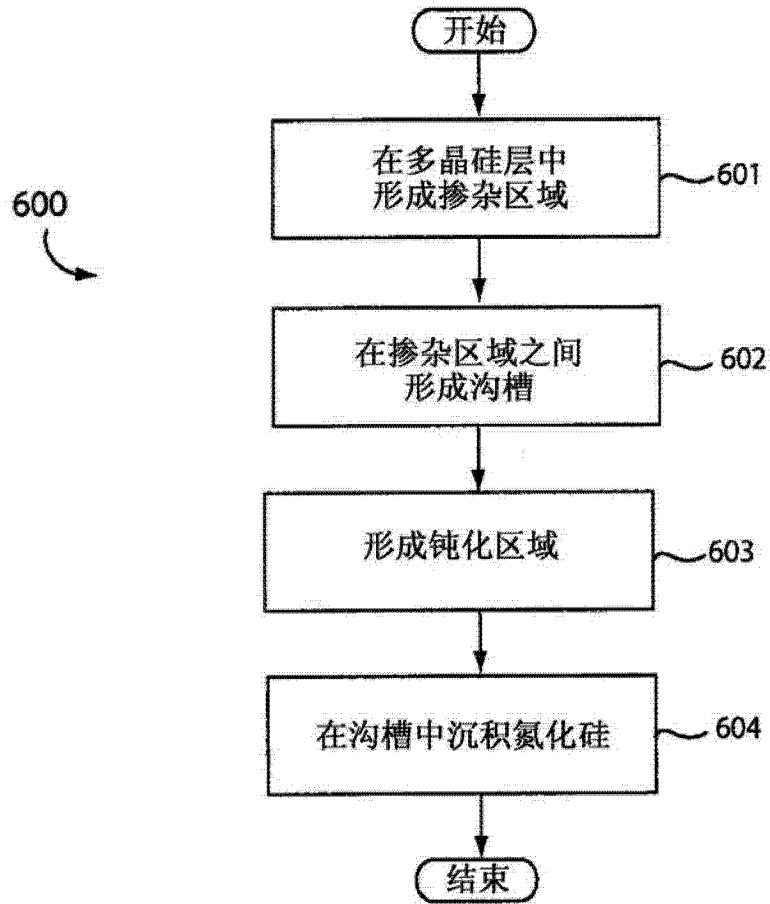 开始
在多晶硅层中
形成掺杂区域
601
600
在掺杂区域之间
形成沟槽
602
形成钝化区域
603
在沟槽中沉积氮化硅
604
结束